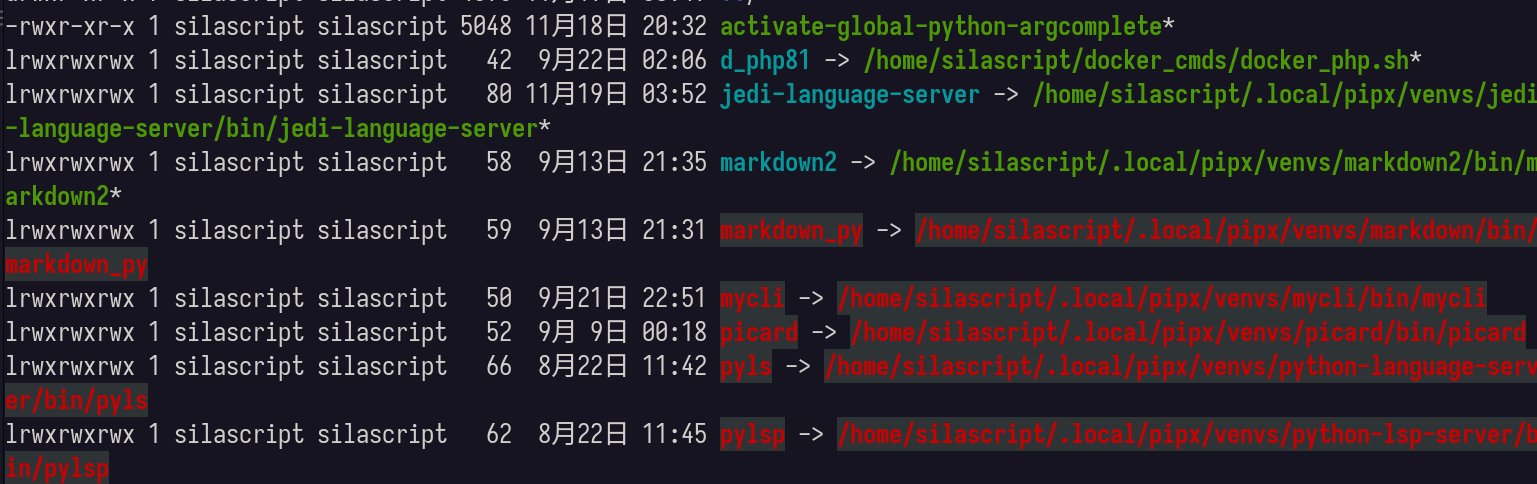 -rwxr-xr-x 1 silascript silascript 5048 11月18日 20:32 activate-global-python-argcomplete*
lrwxrwxrwx 1 silascript silascript   42  9月22日 02:06 d_php81 -> /home/silascript/docker_cmds/docker_php.sh*
lrwxrwxrwx 1 silascript silascript   80 11月19日 03:52 jedi-language-server -> /home/silascript/.local/pipx/venvs/jedi
-language-server/bin/jedi-language-server*
lrwxrwxrwx 1 silascript silascript   58  9月13日 21:35 markdown2 -> /home/silascript/.local/pipx/venvs/markdown2/bin/m
arkdown2*
lrwxrwxrwx 1 silascript silascript   59  9月13日 21:31 markdown_py -> /home/silascript/.local/pipx/venvs/markdown/bin/
markdown_py
lrwxrwxrwx 1 silascript silascript   50  9月21日 22:51 mycli -> /home/silascript/.local/pipx/venvs/mycli/bin/mycli
lrwxrwxrwx 1 silascript silascript   52  9月 9日 00:18 picard -> /home/silascript/.local/pipx/venvs/picard/bin/picard
lrwxrwxrwx 1 silascript silascript   66  8月22日 11:42 pyls -> /home/silascript/.local/pipx/venvs/python-language-serv
er/bin/pyls
lrwxrwxrwx 1 silascript silascript   62  8月22日 11:45 pylsp -> /home/silascript/.local/pipx/venvs/python-lsp-server/b
in/pylsp